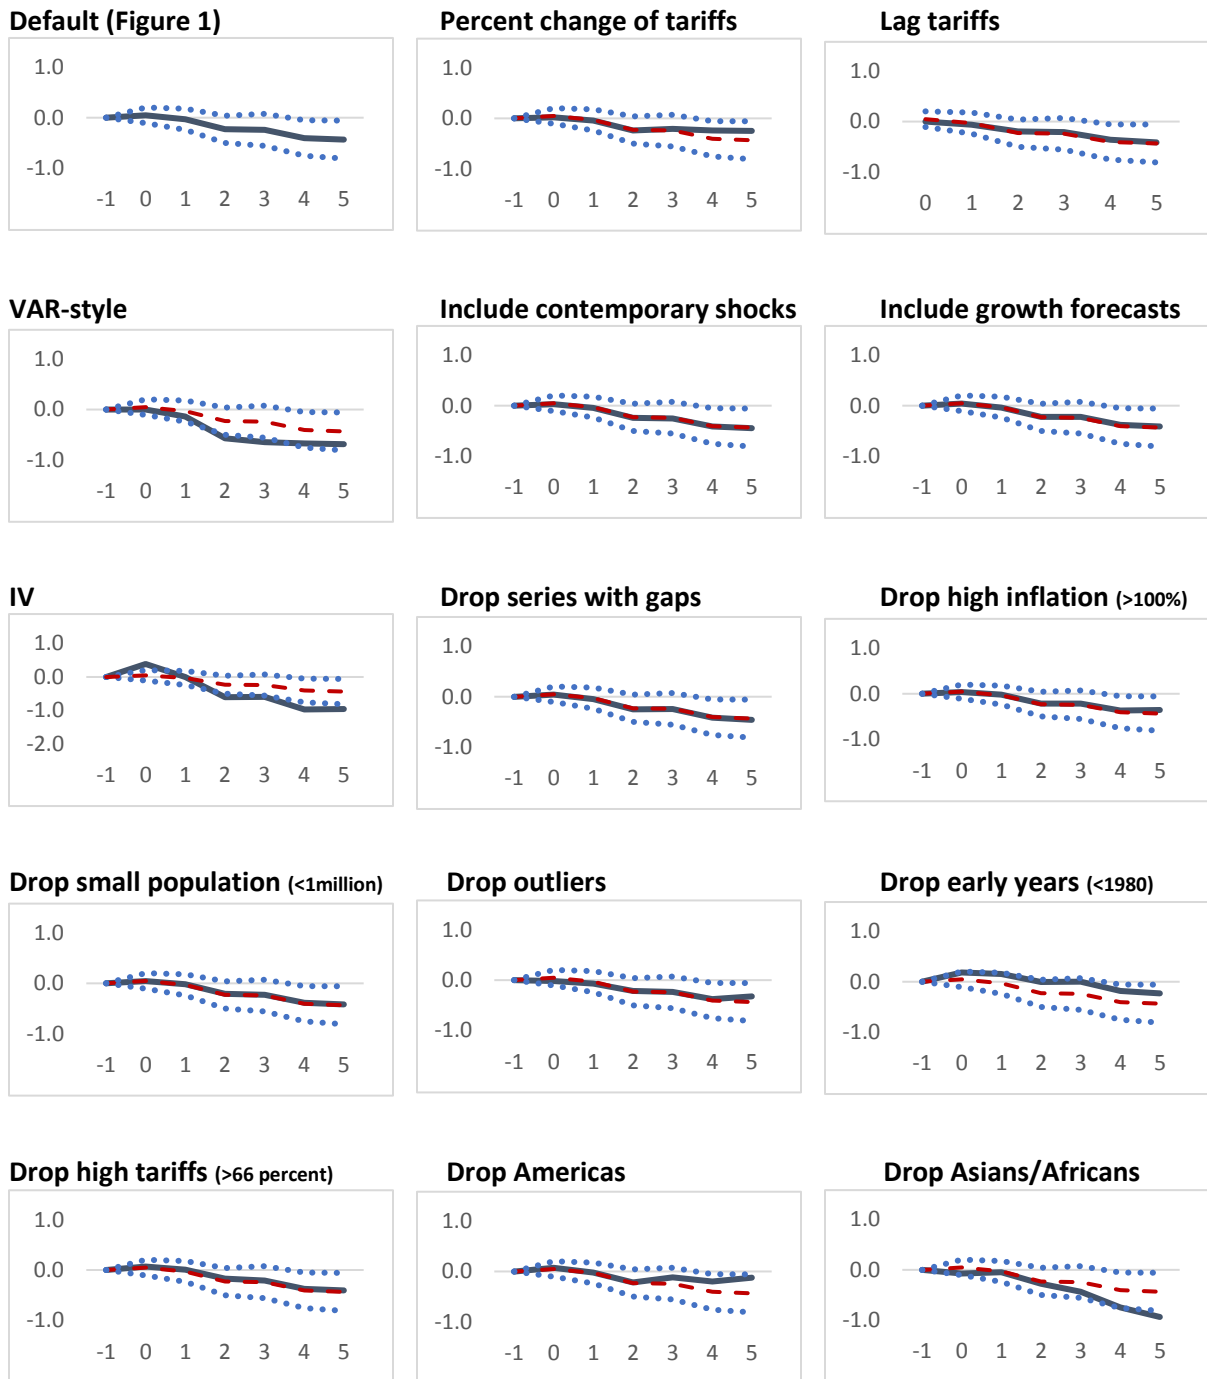 Default (Figure 1)
1.0
0.0
-1.0
-1 0 1 2 3 4 5
Percent change of tariffs
1.0
0.0
-1.0
-1 0 1 2 3 4 5
Lag tariffs
1.0
0.0
-1.0
0 1 2 3 4 5
VAR-style
1.0
0.0
-1.0
-1 0 1 2 3 4 5
Include contemporary shocks
1.0
0.0
-1.0
-1 0 1 2 3 4 5
Include growth forecasts
1.0
0.0
-1.0
-1 0 1 2 3 4 5
IV
1.0
0.0
-1.0
-2.0
-1 0 1 2 3 4 5
Drop series with gaps
1.0
0.0
-1.0
-1 0 1 2 3 4 5
Drop high inflation (>100%)
1.0
0.0
-1.0
-1 0 1 2 3 4 5
Drop small population (<1million)
1.0
0.0
-1.0
-1 0 1 2 3 4 5
Drop outliers
1.0
0.0
-1.0
-1 0 1 2 3 4 5
Drop early years (<1980)
1.0
0.0
-1.0
-1 0 1 2 3 4 5
Drop high tariffs (>66 percent)
1.0
0.0
-1.0
-1 0 1 2 3 4 5
Drop Americas
1.0
0.0
-1.0
-1 0 1 2 3 4 5
Drop Asians/Africans
1.0
0.0
-1.0
-1 0 1 2 3 4 5